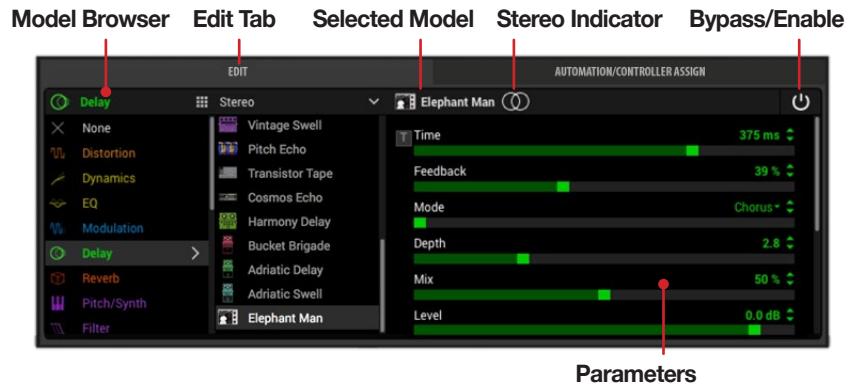 Model Browser Edit Tab Selected Model Stereo Indicator Bypass/Enable
EDIT AUTOMATION/CONTROLLER ASSIGN
Delay Stereo Elephant Man
None
Distortion
Dynamics
EQ
Modulation
Delay
Reverb
Pitch/Synth
Filter
Vintage Swell
Pitch Echo
Transistor Tape
Cosmos Echo
Harmony Delay
Bucket Brigade
Adriatic Delay
Adriatic Swell
Elephant Man
T Time 375 ms
Feedback 39 %
Mode Chorus
Depth 2.8
Mix 50 %
Level 0.0 dB
Parameters